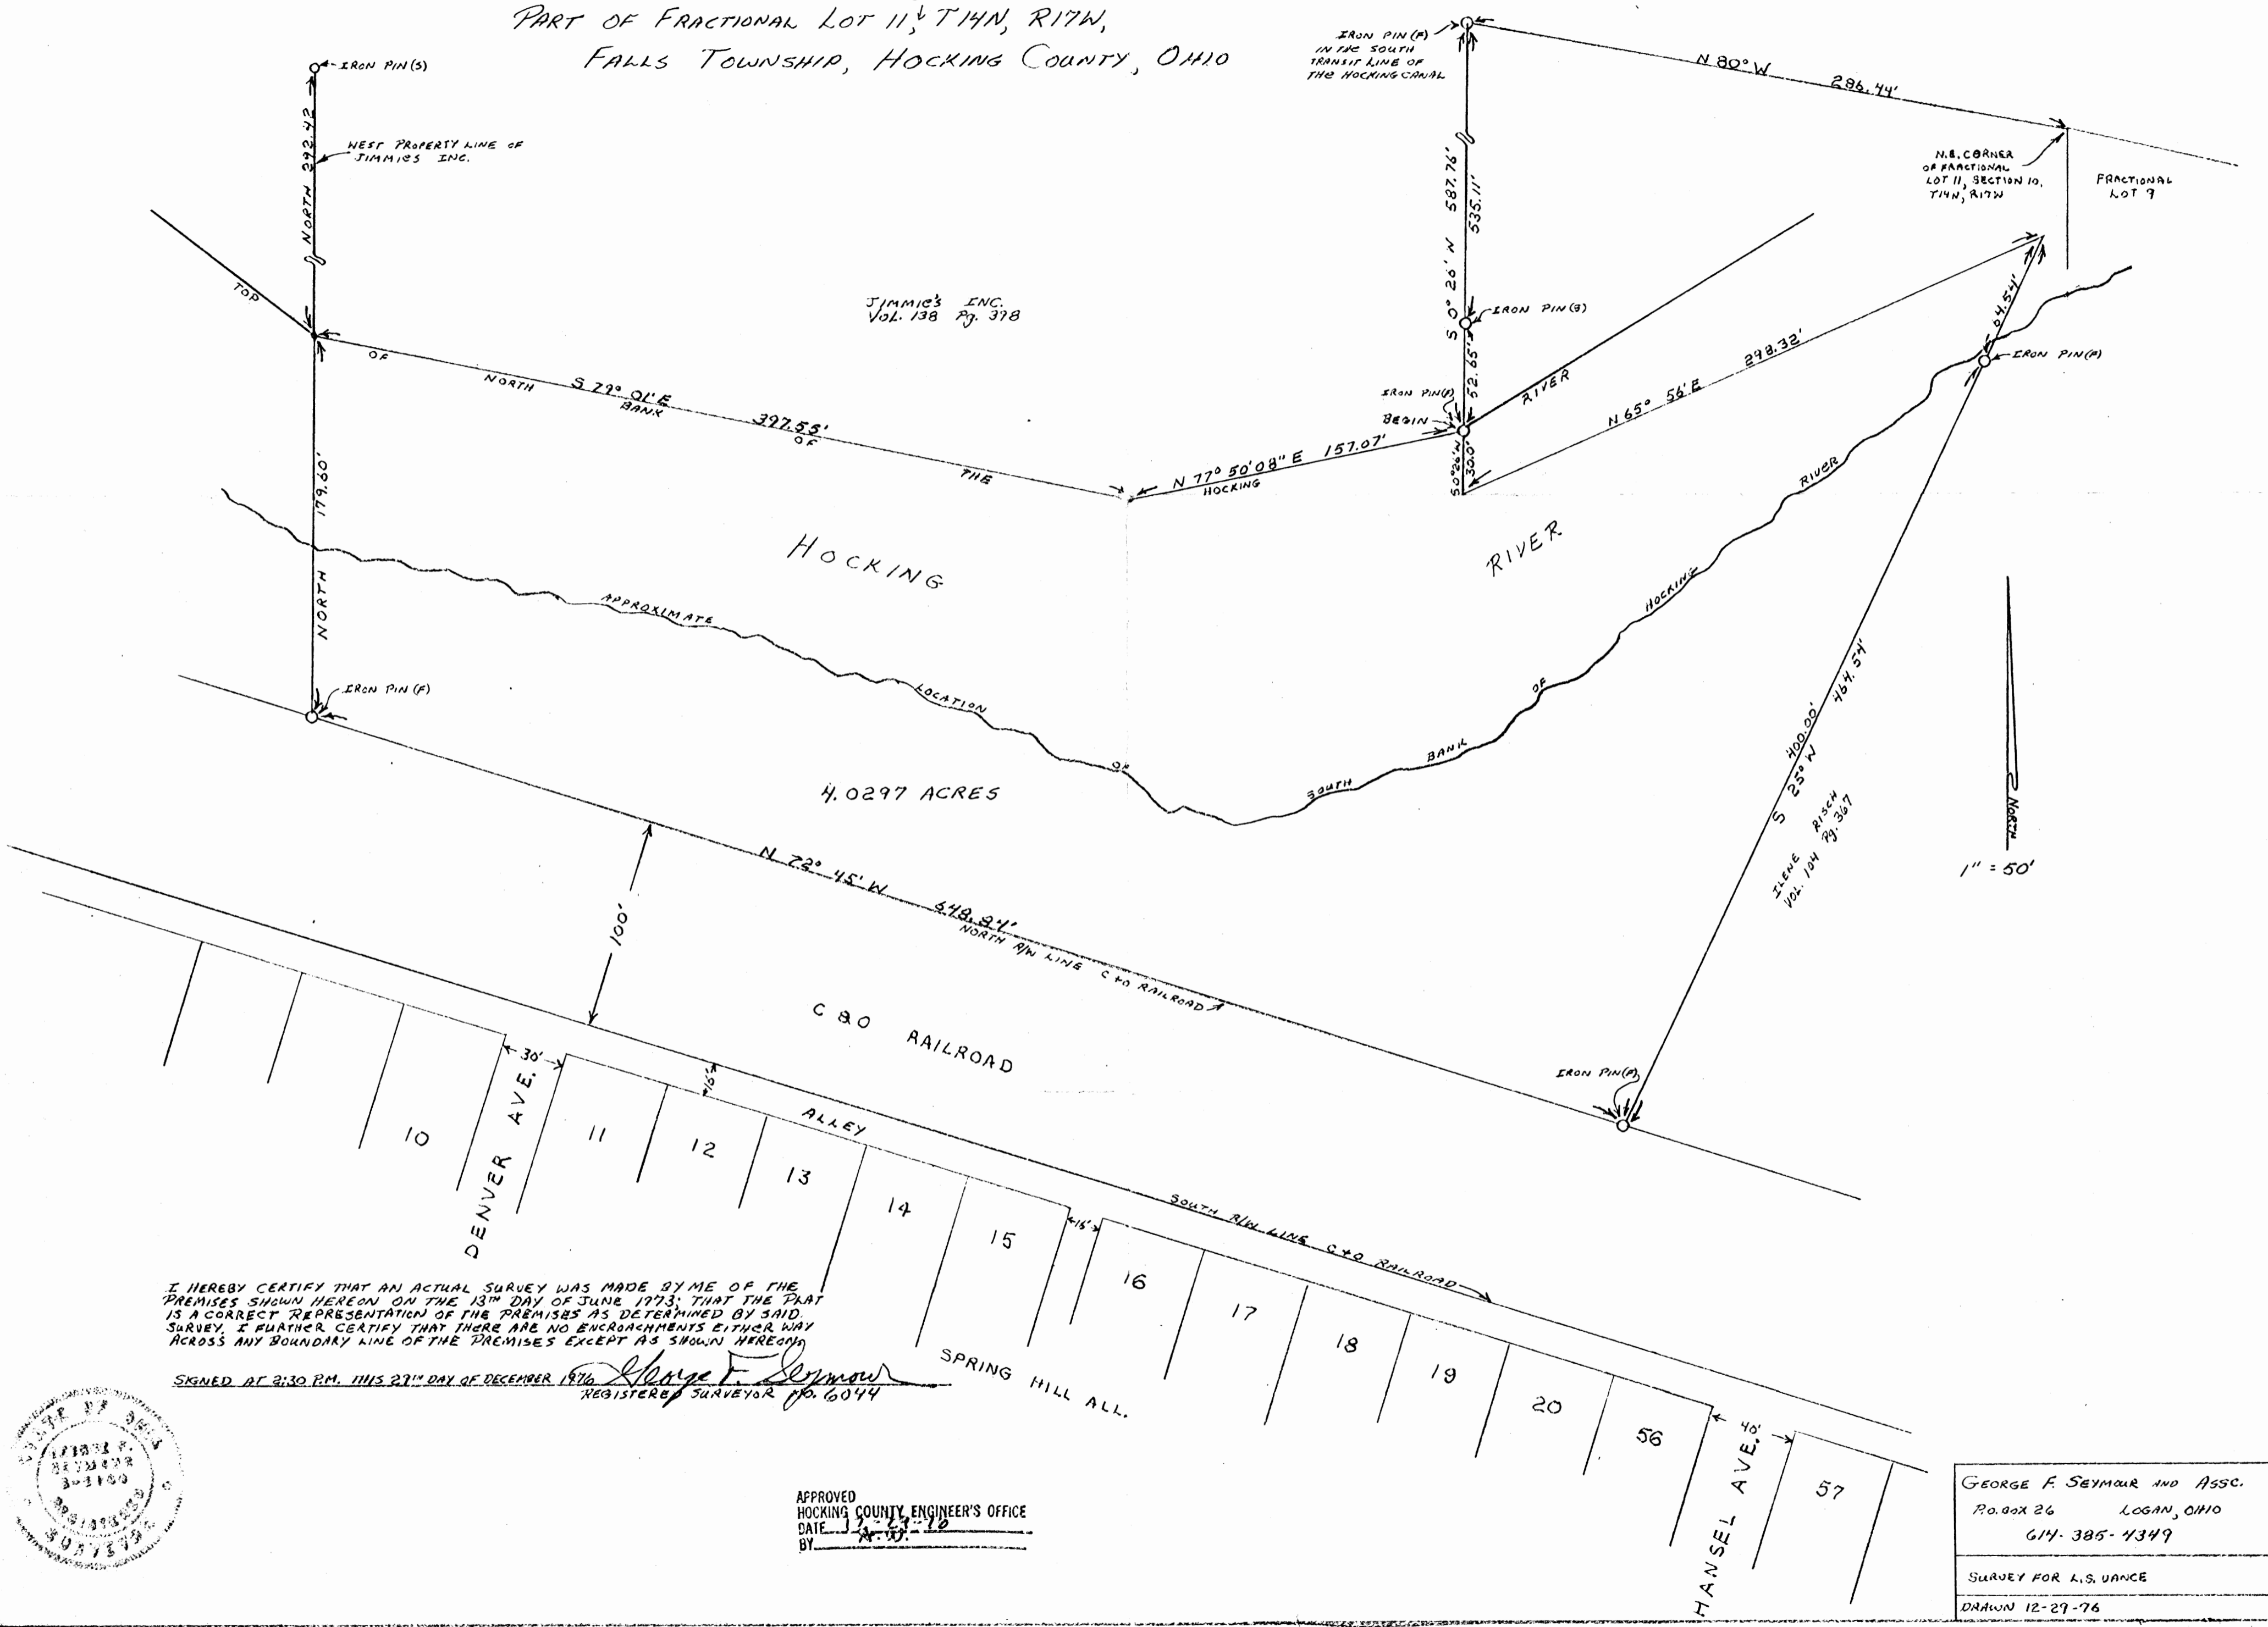 PART OF FRACTIONAL LOT 11, T14N, R17W,
FALLS TOWNSHIP, HOCKING COUNTY, OHIO
IRON PIN(S)
NORTH 292.42
WEST PROPERTY LINE OF
JIMMIES INC.
IRON PIN(F)
IN THE SOUTH
TRANSIT LINE OF
THE HOCKING CANAL
N 80° W 286.44'
N.E. CORNER
OF FRACTIONAL
LOT 11, SECTION 10,
T14N, R17W
FRACTIONAL
LOT 9
S 0° 26' W 587.76'
535.11'
IRON PIN(S)
52.65'
IRON PIN(F)
BEGIN
S 0° 26' W
30.0'
JIMMIE'S INC.
VOL. 138 Pg. 378
TOP OF NORTH BANK OF THE HOCKING RIVER
S 79° 01' E 397.55'
N 77° 50' 08" E 157.07'
N 65° 56' E 298.32'
64.54'
IRON PIN(F)
179.60'
NORTH
HOCKING RIVER
APPROXIMATE LOCATION OF SOUTH BANK OF HOCKING RIVER
IRON PIN (F)
4.0297 ACRES
400.00' 464.54'
S 25° W
ILENE RISCH
VOL. 104 Pg. 367
NORTH
1" = 50'
N 72° 45' W 648.84'
NORTH R/W LINE C+O RAILROAD
100'
C & O RAILROAD
IRON PIN(F)
30'
15'
ALLEY
10
DENVER AVE.
11
12
13
14
15
15'
16
17
18
19
20
56
40'
57
SOUTH R/W LINE C+O RAILROAD
SPRING HILL ALL.
HANSEL AVE.
I HEREBY CERTIFY THAT AN ACTUAL SURVEY WAS MADE BY ME OF THE
PREMISES SHOWN HEREON ON THE 13TH DAY OF JUNE 1973; THAT THE PLAT
IS A CORRECT REPRESENTATION OF THE PREMISES AS DETERMINED BY SAID
SURVEY. I FURTHER CERTIFY THAT THERE ARE NO ENCROACHMENTS EITHER WAY
ACROSS ANY BOUNDARY LINE OF THE PREMISES EXCEPT AS SHOWN HEREON.
SIGNED AT 2:30 P.M. THIS 29TH DAY OF DECEMBER 1976 George F. Seymour
REGISTERED SURVEYOR NO. 6044
STATE OF OHIO
GEORGE F.
SEYMOUR
REGISTERED
SURVEYOR
APPROVED
HOCKING COUNTY ENGINEER'S OFFICE
DATE
BY
GEORGE F. SEYMOUR AND ASSC.
P.O. BOX 26 LOGAN, OHIO
614-385-4349
SURVEY FOR L.S. VANCE
DRAWN 12-29-76